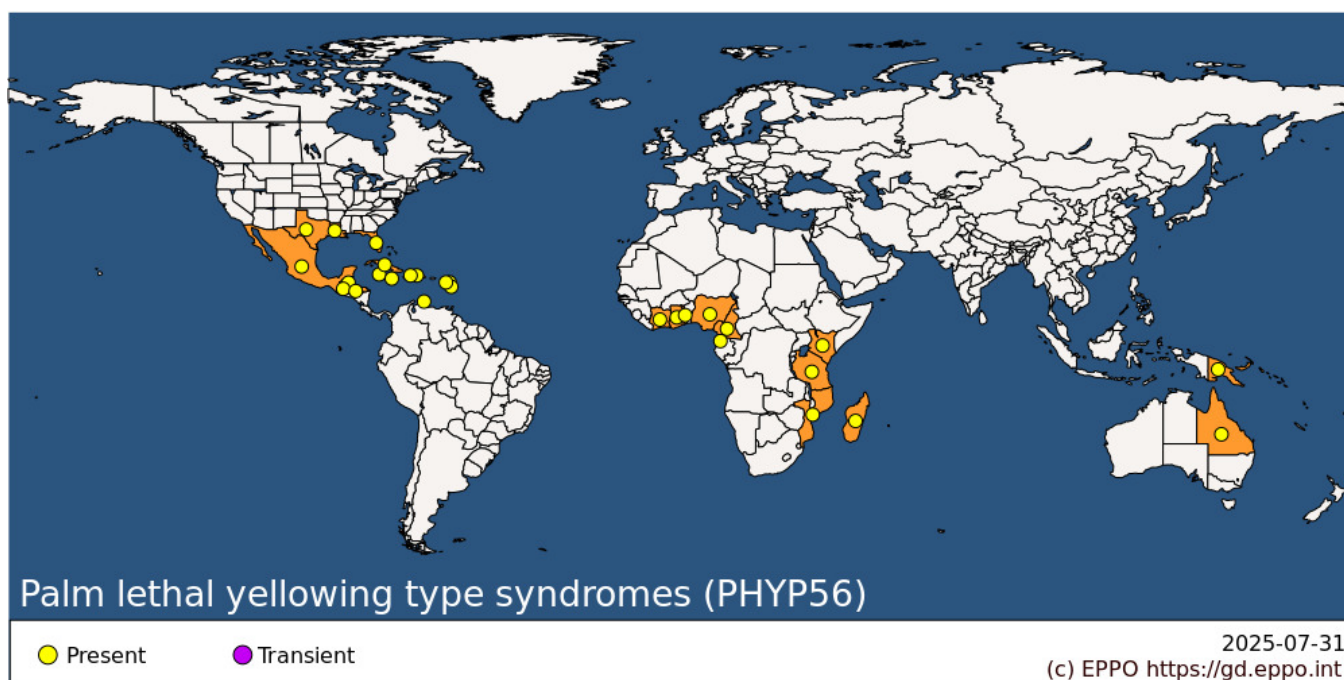 Palm lethal yellowing type syndromes (PHYP56)
Present
Transient
2025-07-31
(c) EPPO https://gd.eppo.int